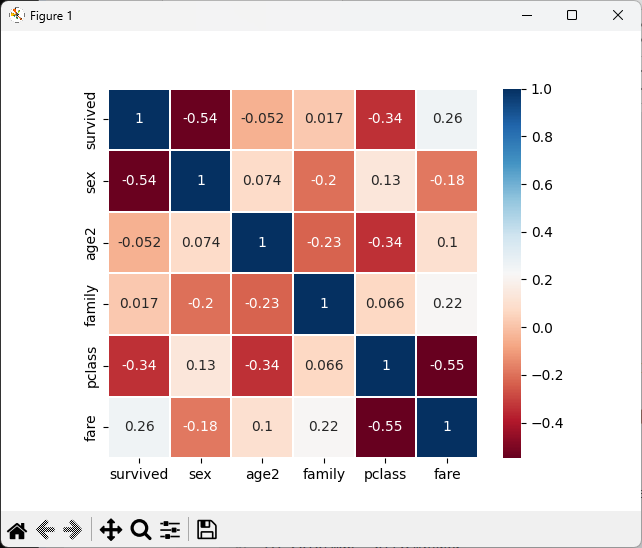 Figure 1
survived 1 -0.54 -0.052 0.017 -0.34 0.26
sex -0.54 1 0.074 -0.2 0.13 -0.18
age2 -0.052 0.074 1 -0.23 -0.34 0.1
family 0.017 -0.2 -0.23 1 0.066 0.22
pclass -0.34 0.13 -0.34 0.066 1 -0.55
fare 0.26 -0.18 0.1 0.22 -0.55 1
survived sex age2 family pclass fare
1.0
0.8
0.6
0.4
0.2
0.0
−0.2
−0.4